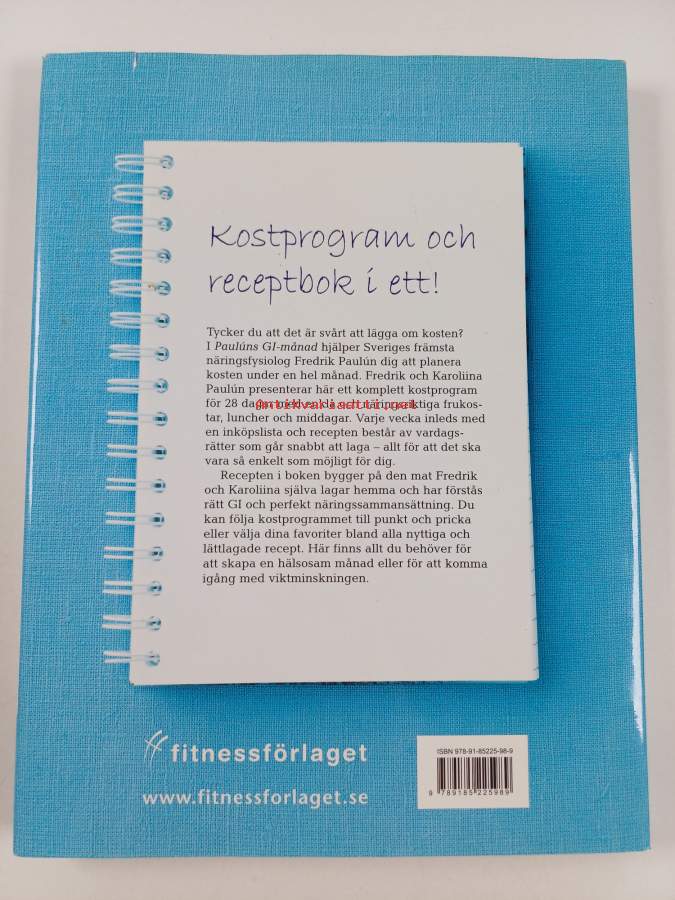 Kostprogram och
receptbok i ett!
Tycker du att det är svårt att lägga om kosten?
I Paulúns GI-månad hjälper Sveriges främsta
näringsfysiolog Fredrik Paulún dig att planera
kosten under en hel månad. Fredrik och Karoliina
Paulún presenterar här ett komplett kostprogram
för 28 dagar med enkla och näringsriktiga frukos-
tar, luncher och middagar. Varje vecka inleds med
en inköpslista och recepten består av vardags-
rätter som går snabbt att laga – allt för att det ska
vara så enkelt som möjligt för dig.
Recepten i boken bygger på den mat Fredrik
och Karoliina själva lagar hemma och har förstås
rätt GI och perfekt näringssammansättning. Du
kan följa kostprogrammet till punkt och pricka
eller välja dina favoriter bland alla nyttiga och
lättlagade recept. Här finns allt du behöver för
att skapa en hälsosam månad eller för att komma
igång med viktminskningen.
fitnessförlaget
www.fitnessforlaget.se
ISBN 978-91-85225-98-9
9 789185 225989